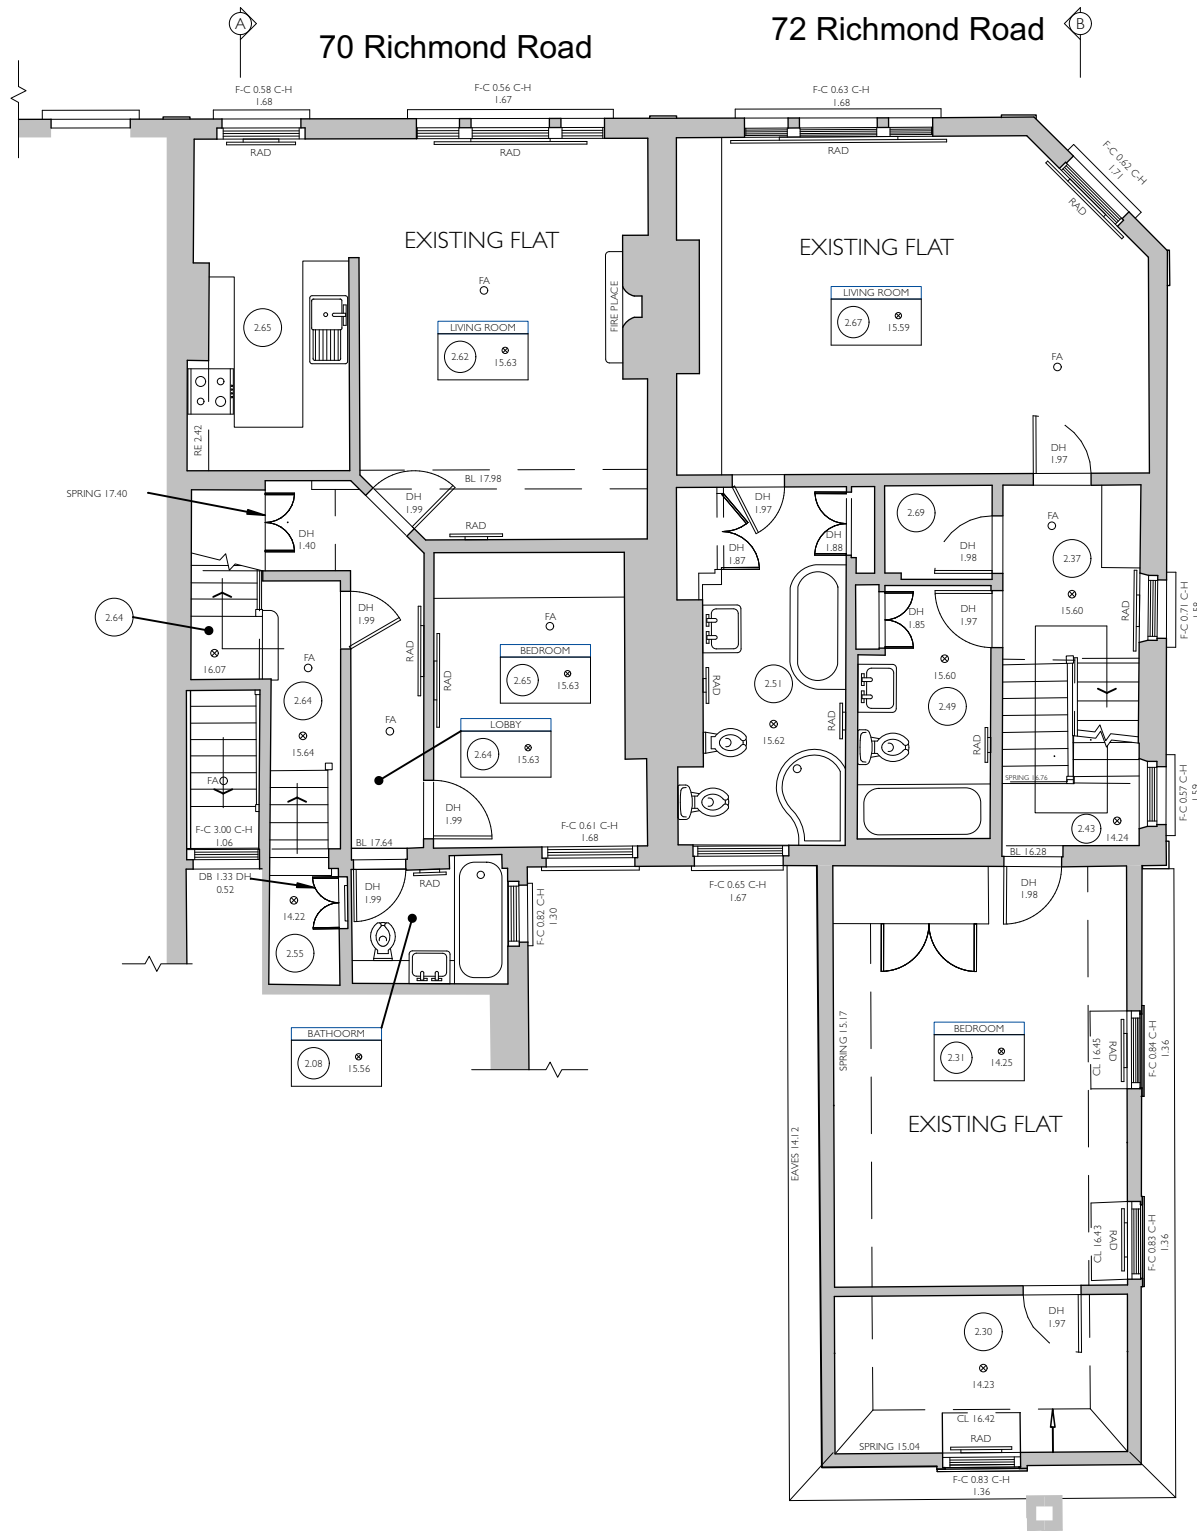 A
70 Richmond Road
72 Richmond Road
B
F-C 0.58 C-H
1.68
F-C 0.56 C-H
1.67
F-C 0.63 C-H
1.68
F-C 0.62 C-H
1.71
RAD
RAD
RAD
RAD
EXISTING FLAT
EXISTING FLAT
FA
FIRE PLACE
LIVING ROOM
2.67
15.59
2.65
LIVING ROOM
2.62
15.63
FA
RE 2.42
DH
1.97
BL 17.98
SPRING 17.40
DH
1.99
RAD
DH
1.97
2.69
FA
DH
1.40
DH
1.87
DH
1.88
DH
1.98
2.37
15.60
RAD
F-C 0.71 C-H
1.58
2.64
DH
1.99
FA
RAD
DH
1.85
DH
1.97
16.07
FA
RAD
BEDROOM
2.65
15.63
RAD
2.51
15.60
2.64
2.49
15.64
FA
LOBBY
2.64
15.63
RAD
15.62
RAD
FA
SPRING 16.76
F-C 0.57 C-H
1.59
DH
1.99
F-C 3.00 C-H
1.06
BL 17.64
F-C 0.61 C-H
1.68
2.43
14.24
BL 16.28
DB 1.33 DH
0.52
DH
1.99
RAD
F-C 0.65 C-H
1.67
DH
1.98
14.22
F-C 0.82 C-H
1.30
2.55
BATHOORM
2.08
15.56
SPRING 15.17
BEDROOM
2.31
14.25
CL 16.45
RAD
F-C 0.84 C-H
1.36
EXISTING FLAT
EAVES 14.12
CL 16.43
RAD
F-C 0.83 C-H
1.36
DH
1.97
2.30
14.23
CL 16.42
RAD
SPRING 15.04
F-C 0.83 C-H
1.36